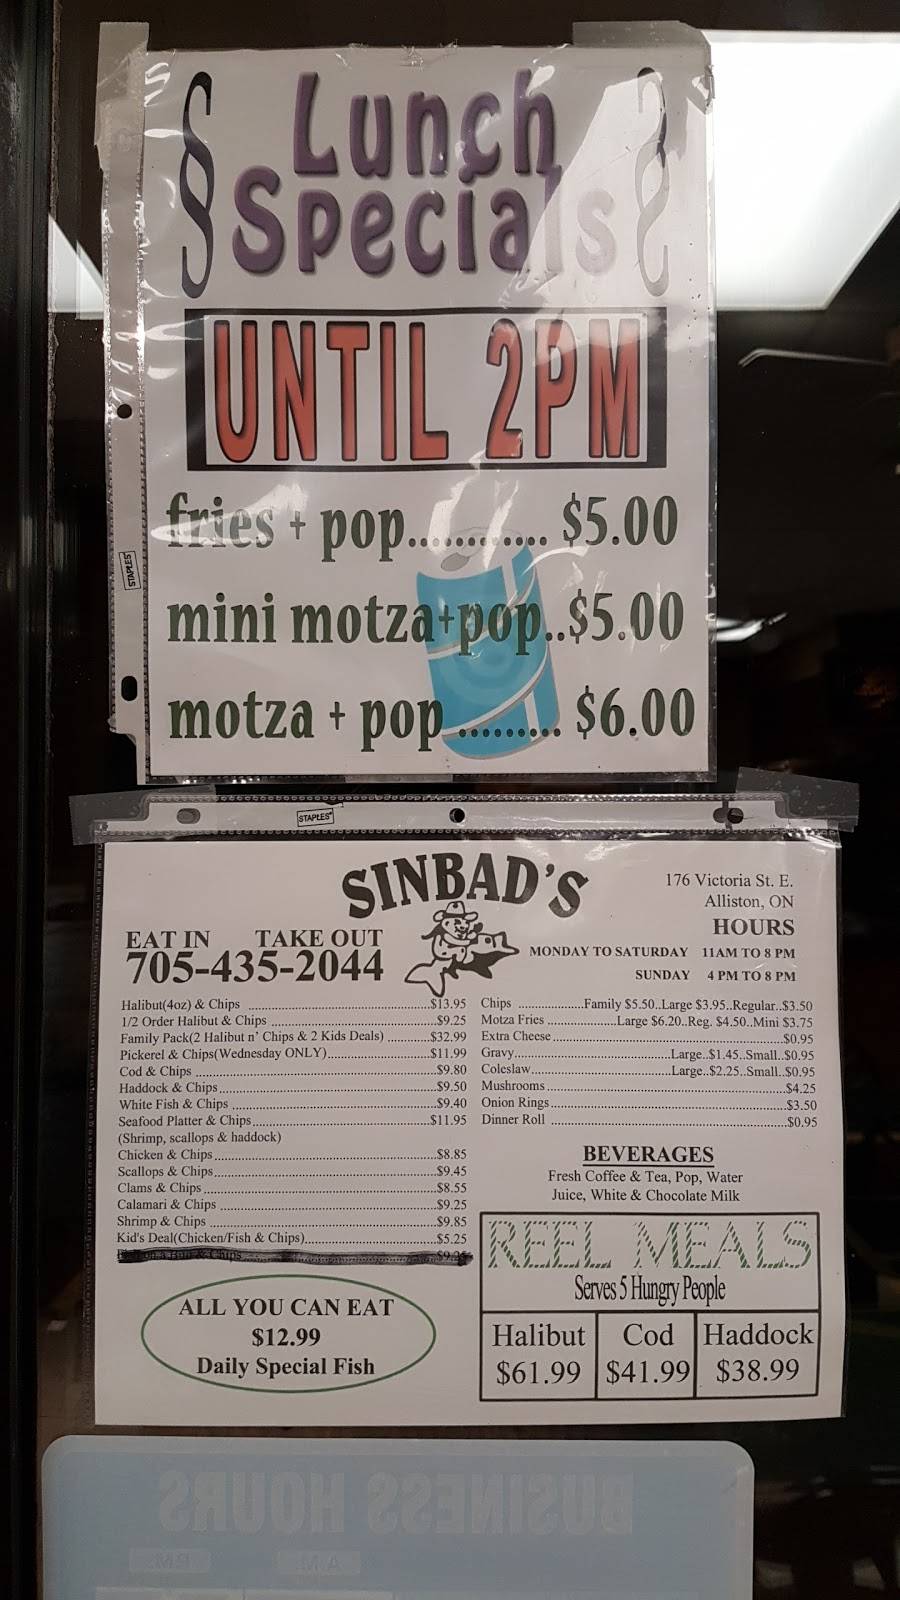 Lunch
Specials
UNTIL 2PM
fries + pop............ $5.00
mini motza+pop..$5.00
motza + pop......... $6.00
STAPLES
STAPLES
SINBAD'S
176 Victoria St. E.
Alliston, ON
HOURS
MONDAY TO SATURDAY 11AM TO 8 PM
SUNDAY 4 PM TO 8 PM
EAT IN TAKE OUT
705-435-2044
Halibut(4oz) & Chips $13.95
1/2 Order Halibut & Chips $9.25
Family Pack(2 Halibut n' Chips & 2 Kids Deals) $32.99
Pickerel & Chips(Wednesday ONLY) $11.99
Cod & Chips $9.80
Haddock & Chips $9.50
White Fish & Chips $9.40
Seafood Platter & Chips $11.95
(Shrimp, scallops & haddock)
Chicken & Chips $8.85
Scallops & Chips $9.45
Clams & Chips $8.55
Calamari & Chips $9.25
Shrimp & Chips $9.85
Kid's Deal(Chicken/Fish & Chips) $5.25
& Chips
ALL YOU CAN EAT
$12.99
Daily Special Fish
Chips Family $5.50..Large $3.95..Regular..$3.50
Motza Fries Large $6.20..Reg. $4.50..Mini $3.75
Extra Cheese $0.95
Gravy Large..$1.45..Small..$0.95
Coleslaw Large..$2.25..Small..$0.95
Mushrooms $4.25
Onion Rings $3.50
Dinner Roll $0.95
BEVERAGES
Fresh Coffee & Tea, Pop, Water
Juice, White & Chocolate Milk
REEL MEALS
Serves 5 Hungry People
Halibut Cod Haddock
$61.99 $41.99 $38.99
BUSINESS HOURS
A.M. P.M.